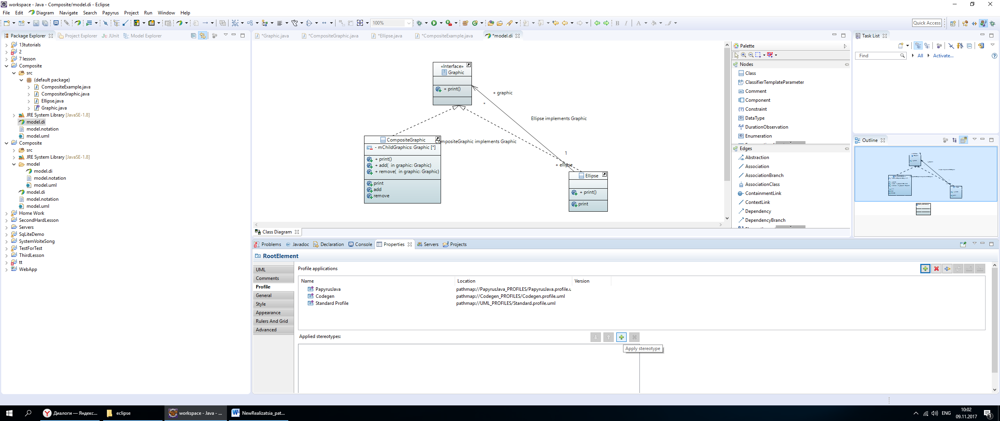 workspace - Java - Composite/model.di - Eclipse
File Edit Diagram Navigate Search Papyrus Project Run Window Help
100%
Quick Access
Package Explorer Project Explorer JUnit Model Explorer
13tutorials
2
7 lesson
Composite
src
(default package)
CompositeExample.java
CompositeGraphic.java
Ellipse.java
Graphic.java
JRE System Library [JavaSE-1.8]
model.di
model.notation
model.uml
Composite
src
JRE System Library [JavaSE-1.8]
model
model.di
model.notation
model.uml
model.di
model.notation
model.uml
Home Work
SecondHardLesson
Servers
SqLiteDemo
SystemVoiteSong
TestForTest
ThirdLesson
tt
WebApp
*Graphic.java *CompositeGraphic.java *Ellipse.java *CompositeExample.java *model.di
«Interface»
Graphic
+ print()
+ graphic
*
Ellipse implements Graphic
CompositeGraphic implements Graphic
1
+ ellipse
CompositeGraphic
- mChildGraphics: Graphic [*]
+ print()
+ add( in graphic: Graphic)
+ remove( in graphic: Graphic)
print
add
remove
Ellipse
+ print()
print
Class Diagram
Palette
Nodes
Class
ClassifierTemplateParameter
Comment
Component
Constraint
DataType
DurationObservation
Enumeration
Edges
Abstraction
Association
AssociationBranch
AssociationClass
ContainmentLink
ContextLink
Dependency
DependencyBranch
Task List
Find All Activate...
Outline
Problems Javadoc Declaration Console Properties Servers Projects
RootElement
UML
Comments
Profile
General
Style
Appearance
Rulers And Grid
Advanced
Profile applications
Name Location Version
PapyrusJava pathmap://PapyrusJava_PROFILES/PapyrusJava.profile.u
Codegen pathmap://Codegen_PROFILES/Codegen.profile.uml
Standard Profile pathmap://UML_PROFILES/Standard.profile.uml
Applied stereotypes:
Apply stereotype
Диалоги — Яндекс... eclipse workspace - Java - ... NewRealizatsia_pat...
ENG
10:02
09.11.2017
1